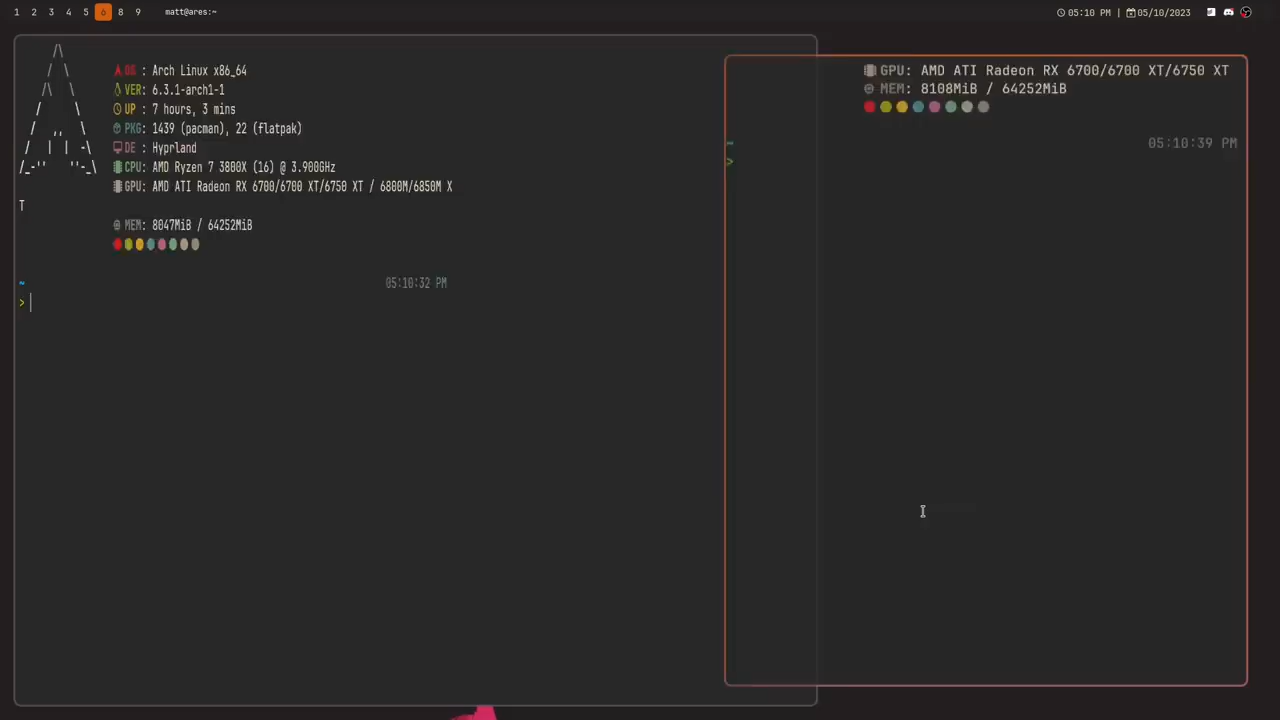 1 2 3 4 5 6 8 9 matt@ares:~ 05:10 PM | 05/10/2023
OS : Arch Linux x86_64
VER: 6.3.1-arch1-1
UP : 7 hours, 3 mins
PKG: 1439 (pacman), 22 (flatpak)
DE : Hyprland
CPU: AMD Ryzen 7 3800X (16) @ 3.900GHz
GPU: AMD ATI Radeon RX 6700/6700 XT/6750 XT / 6800M/6850M X
T
MEM: 8047MiB / 64252MiB
~ 05:10:32 PM
>
GPU: AMD ATI Radeon RX 6700/6700 XT/6750 XT
MEM: 8108MiB / 64252MiB
~ 05:10:39 PM
>